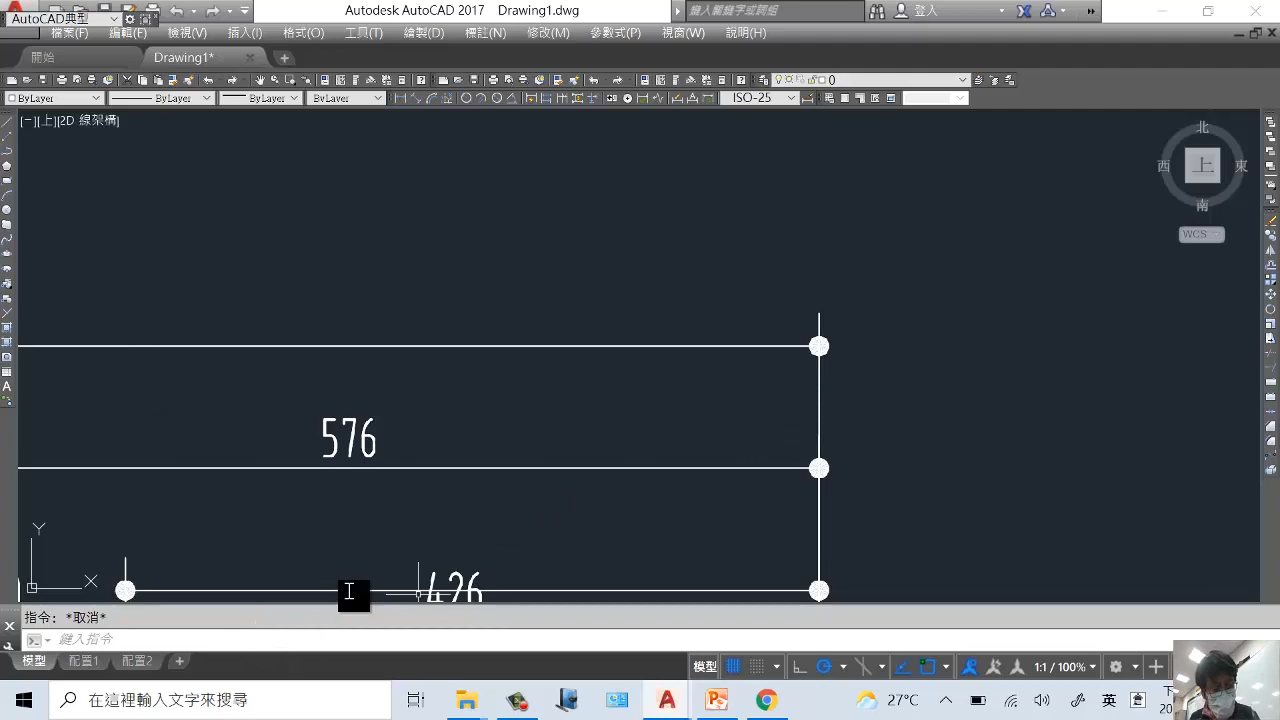 AutoCAD典型
Autodesk AutoCAD 2017 Drawing1.dwg
鍵入關鍵字或詞組
登入
檔案(F) 編輯(E) 檢視(V) 插入(I) 格式(O) 工具(T) 繪製(D) 標註(N) 修改(M) 參數式(P) 視窗(W) 說明(H)
開始 Drawing1*
0
ByLayer ByLayer ByLayer ByLayer ISO-25
[−][上][2D 線架構]
北
西 上 東
南
WCS
576
Y
X
426
指令: *取消*
鍵入指令
模型 配置1 配置2
模型 1:1 / 100%
在這裡輸入文字來搜尋
27°C
英